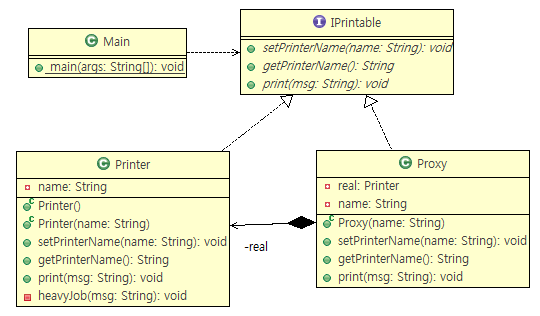 Main
main(args: String[]): void
IPrintable
setPrinterName(name: String): void
getPrinterName(): String
print(msg: String): void
Printer
name: String
Printer()
Printer(name: String)
setPrinterName(name: String): void
getPrinterName(): String
print(msg: String): void
heavyJob(msg: String): void
-real
Proxy
real: Printer
name: String
Proxy(name: String)
setPrinterName(name: String): void
getPrinterName(): String
print(msg: String): void